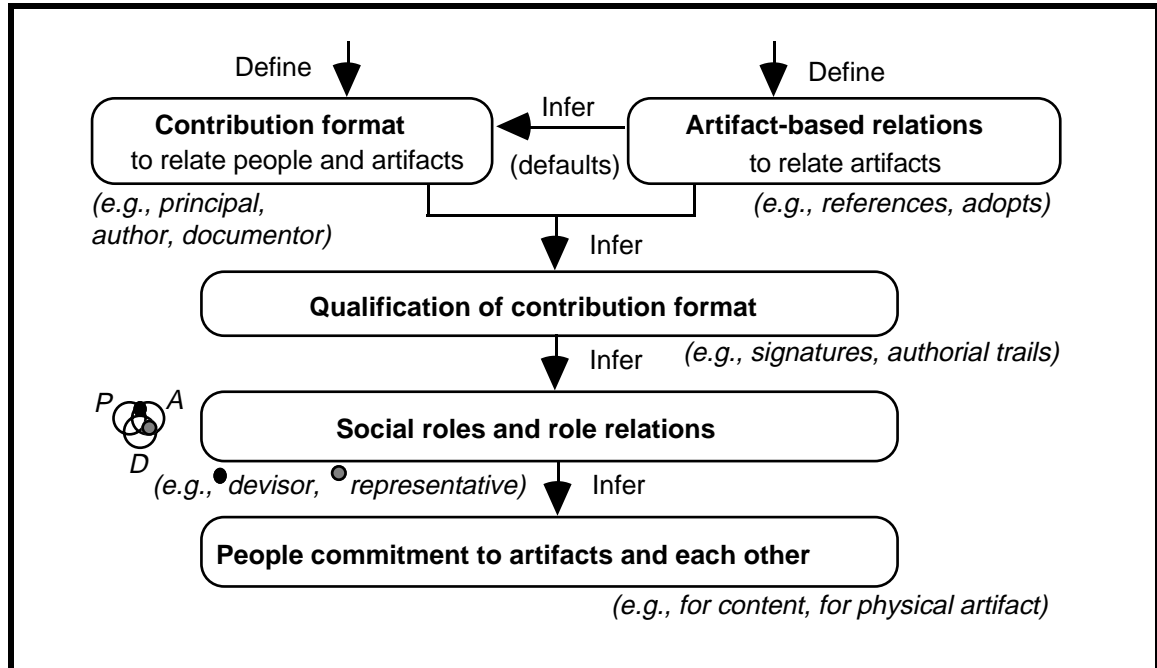 Define
Define
Contribution format
to relate people and artifacts
Infer
(defaults)
Artifact-based relations
to relate artifacts
(e.g., principal,
author, documentor)
(e.g., references, adopts)
Infer
Qualification of contribution format
(e.g., signatures, authorial trails)
Infer
P A
D
Social roles and role relations
(e.g., devisor, representative)
Infer
People commitment to artifacts and each other
(e.g., for content, for physical artifact)